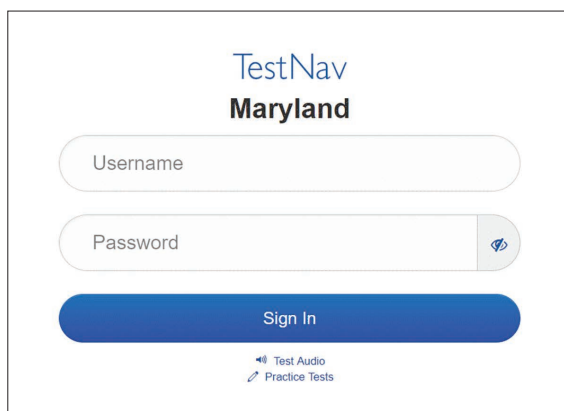 TestNav
Maryland
Username
Password
Sign In
Test Audio
Practice Tests